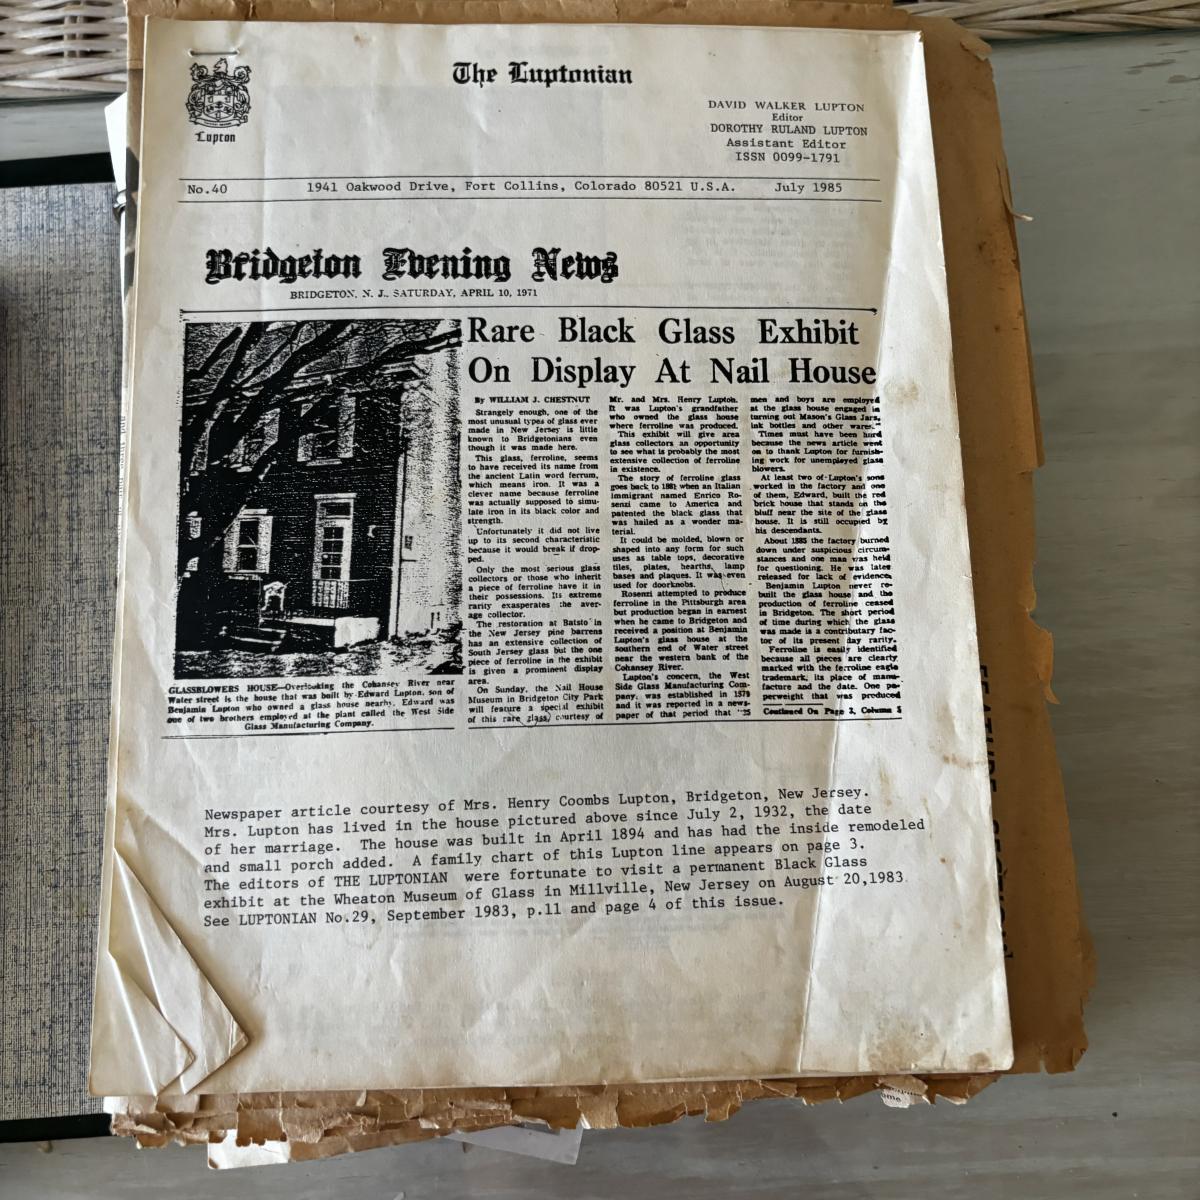 The Luptonian
Lupton
DAVID WALKER LUPTON
Editor
DOROTHY RULAND LUPTON
Assistant Editor
ISSN 0099-1791
No.40
1941 Oakwood Drive, Fort Collins, Colorado 80521 U.S.A.
July 1985
Bridgeton Evening News
BRIDGETON, N. J., SATURDAY, APRIL 10, 1971
Rare Black Glass Exhibit
On Display At Nail House
GLASSBLOWERS HOUSE—Overlooking the Cohansey River near
Water street is the house that was built by Edward Lupton, son of
Benjamin Lupton who owned a glass house nearby. Edward was
one of two brothers employed at the plant called the West Side
Glass Manufacturing Company.
By WILLIAM J. CHESTNUT
Strangely enough, one of the
most unusual types of glass ever
made in New Jersey is little
known to Bridgetonians even
though it was made here.
This glass, ferroline, seems
to have received its name from
the ancient Latin word ferrum,
which means iron. It was a
clever name because ferroline
was actually supposed to simu-
late iron in its black color and
strength.
Unfortunately it did not live
up to its second characteristic
because it would break if drop-
ped.
Only the most serious glass
collectors or those who inherit
a piece of ferroline have it in
their possessions. Its extreme
rarity exasperates the aver-
age collector.
The restoration at Batsto in
the New Jersey pine barrens
has an extensive collection of
South Jersey glass but the one
piece of ferroline in the exhibit
is given a prominent display
area.
On Sunday, the Nail House
Museum in Bridgeton City Park
will feature a special exhibit
of this rare glass, courtesy of
Mr. and Mrs. Henry Lupton.
It was Lupton's grandfather
who owned the glass house
where ferroline was produced.
This exhibit will give area
glass collectors an opportunity
to see what is probably the most
extensive collection of ferroline
in existence.
The story of ferroline glass
goes back to 1881 when an Italian
immigrant named Enrico Ro-
senzi came to America and
patented the black glass that
was hailed as a wonder ma-
terial.
It could be molded, blown or
shaped into any form for such
uses as table tops, decorative
tiles, plates, hearths, lamp
bases and plaques. It was even
used for doorknobs.
Rosenzi attempted to produce
ferroline in the Pittsburgh area
but production began in earnest
when he came to Bridgeton and
received a position at Benjamin
Lupton's glass house at the
southern end of Water street
near the western bank of the
Cohansey River.
Lupton's concern, the West
Side Glass Manufacturing Com-
pany, was established in 1879
and it was reported in a news-
paper of that period that "25
men and boys are employed
at the glass house engaged in
turning out Mason's Glass Jars,
ink bottles and other wares."
Times must have been hard
because the news article went
on to thank Lupton for furnish-
ing work for unemployed glass
blowers.
At least two of Lupton's sons
worked in the factory and one
of them, Edward, built the red
brick house that stands on the
bluff near the site of the glass
house. It is still occupied by
his descendants.
About 1885 the factory burned
down under suspicious circum-
stances and one man was held
for questioning. He was later
released for lack of evidence.
Benjamin Lupton never re-
built the glass house and the
production of ferroline ceased
in Bridgeton. The short period
of time during which the glass
was made is a contributary fac-
tor of its present day rarity.
Ferroline is easily identified
because all pieces are clearly
marked with the ferroline eagle
trademark, its place of manu-
facture and the date. One pa-
perweight that was produced
Continued On Page 2, Column 5
Newspaper article courtesy of Mrs. Henry Coombs Lupton, Bridgeton, New Jersey.
Mrs. Lupton has lived in the house pictured above since July 2, 1932, the date
of her marriage. The house was built in April 1894 and has had the inside remodeled
and small porch added. A family chart of this Lupton line appears on page 3.
The editors of THE LUPTONIAN were fortunate to visit a permanent Black Glass
exhibit at the Wheaton Museum of Glass in Millville, New Jersey on August 20,1983.
See LUPTONIAN No.29, September 1983, p.11 and page 4 of this issue.